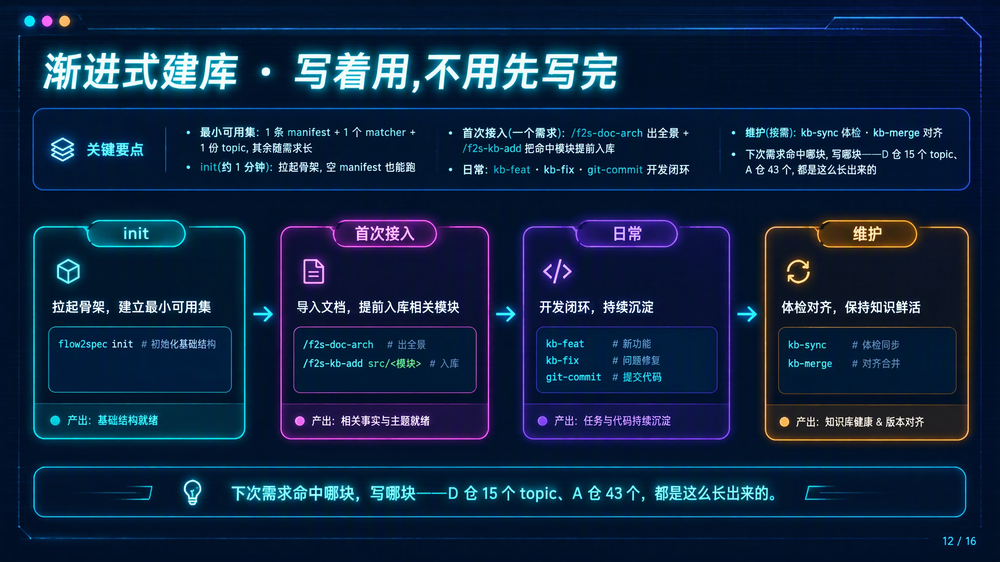 渐进式建库 · 写着用,不用先写完
关键要点
• 最小可用集: 1 条 manifest + 1 个 matcher +
1 份 topic, 其余随需求长
• init(约 1 分钟): 拉起骨架, 空 manifest 也能跑
• 首次接入(一个需求): /f2s-doc-arch 出全景 +
/f2s-kb-add 把命中模块提前入库
• 日常: kb-feat · kb-fix · git-commit 开发闭环
• 维护(接需): kb-sync 体检 · kb-merge 对齐
• 下次需求命中哪块, 写哪块——D 仓 15 个 topic、
A 仓 43 个, 都是这么长出来的
init
拉起骨架，建立最小可用集
flow2spec init # 初始化基础结构
产出: 基础结构就绪
首次接入
导入文档，提前入库相关模块
/f2s-doc-arch # 出全景
/f2s-kb-add src/<模块> # 入库
产出: 相关事实与主题就绪
日常
开发闭环，持续沉淀
kb-feat # 新功能
kb-fix # 问题修复
git-commit # 提交代码
产出: 任务与代码持续沉淀
维护
体检对齐，保持知识鲜活
kb-sync # 体检同步
kb-merge # 对齐合并
产出: 知识库健康 & 版本对齐
下次需求命中哪块，写哪块——D 仓 15 个 topic、A 仓 43 个，都是这么长出来的。
12 / 16